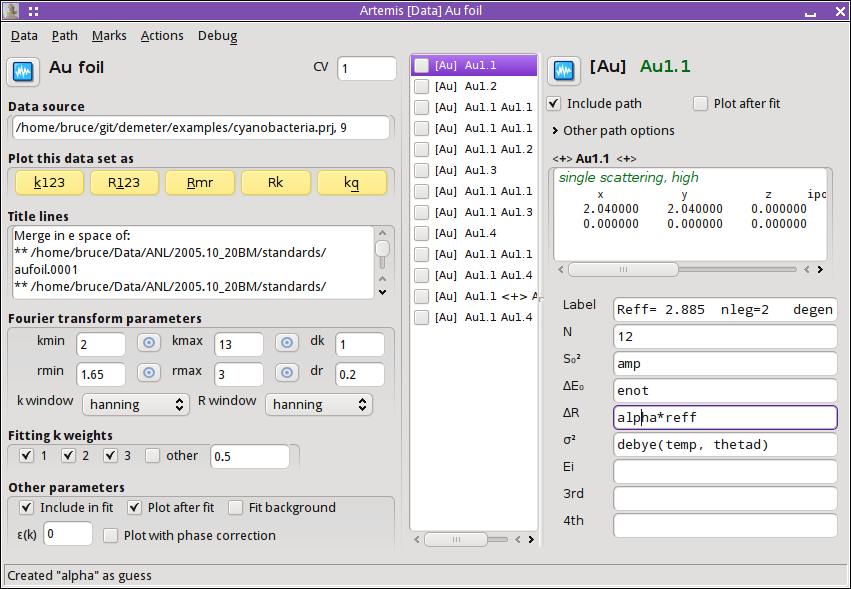 Artemis [Data] Au foil
Data Path Marks Actions Debug
Au foil
CV 1
Data source
/home/bruce/git/demeter/examples/cyanobacteria.prj, 9
Plot this data set as
k123 R123 Rmr Rk kq
Title lines
Merge in e space of:
** /home/bruce/Data/ANL/2005.10_20BM/standards/
aufoil.0001
** /home/bruce/Data/ANL/2005.10_20BM/standards/
Fourier transform parameters
kmin 2 kmax 13 dk 1
rmin 1.65 rmax 3 dr 0.2
k window hanning R window hanning
Fitting k weights
1 2 3 other 0.5
Other parameters
Include in fit Plot after fit Fit background
ε(k) 0 Plot with phase correction
[Au] Au1.1
[Au] Au1.2
[Au] Au1.1 Au1.1
[Au] Au1.1 Au1.1
[Au] Au1.1 Au1.2
[Au] Au1.3
[Au] Au1.1 Au1.1
[Au] Au1.1 Au1.3
[Au] Au1.4
[Au] Au1.1 Au1.1
[Au] Au1.1 Au1.4
[Au] Au1.1 <+> A
[Au] Au1.1 Au1.4
[Au] Au1.1
Include path Plot after fit
Other path options
<+> Au1.1 <+>
single scattering, high
x y z ipo
2.040000 2.040000 0.000000
0.000000 0.000000 0.000000
Label Reff= 2.885 nleg=2 degen
N 12
S₀² amp
ΔE₀ enot
ΔR alpha*reff
σ² debye(temp, thetad)
Ei
3rd
4th
Created "alpha" as guess